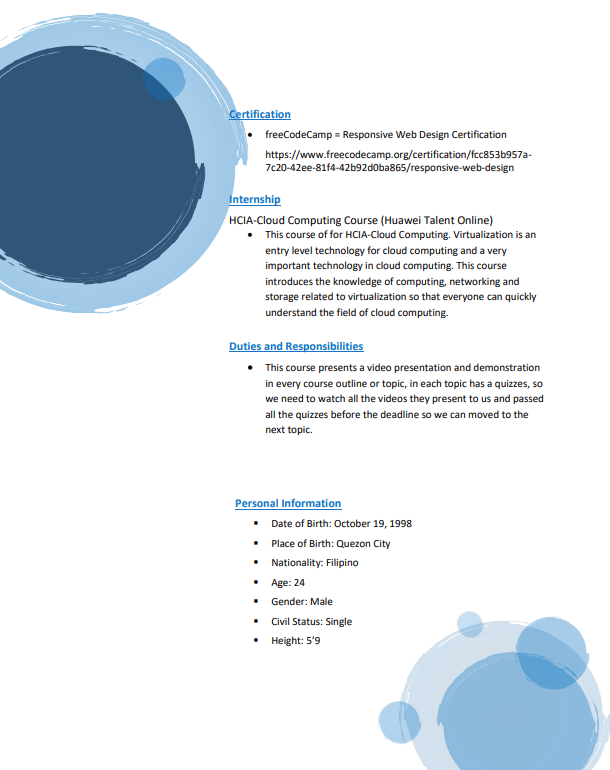 Certification
• freeCodeCamp = Responsive Web Design Certification
https://www.freecodecamp.org/certification/fcc853b957a-
7c20-42ee-81f4-42b92d0ba865/responsive-web-design
Internship
HCIA-Cloud Computing Course (Huawei Talent Online)
• This course of for HCIA-Cloud Computing. Virtualization is an
entry level technology for cloud computing and a very
important technology in cloud computing. This course
introduces the knowledge of computing, networking and
storage related to virtualization so that everyone can quickly
understand the field of cloud computing.
Duties and Responsibilities
• This course presents a video presentation and demonstration
in every course outline or topic, in each topic has a quizzes, so
we need to watch all the videos they present to us and passed
all the quizzes before the deadline so we can moved to the
next topic.
Personal Information
▪ Date of Birth: October 19, 1998
▪ Place of Birth: Quezon City
▪ Nationality: Filipino
▪ Age: 24
▪ Gender: Male
▪ Civil Status: Single
▪ Height: 5’9